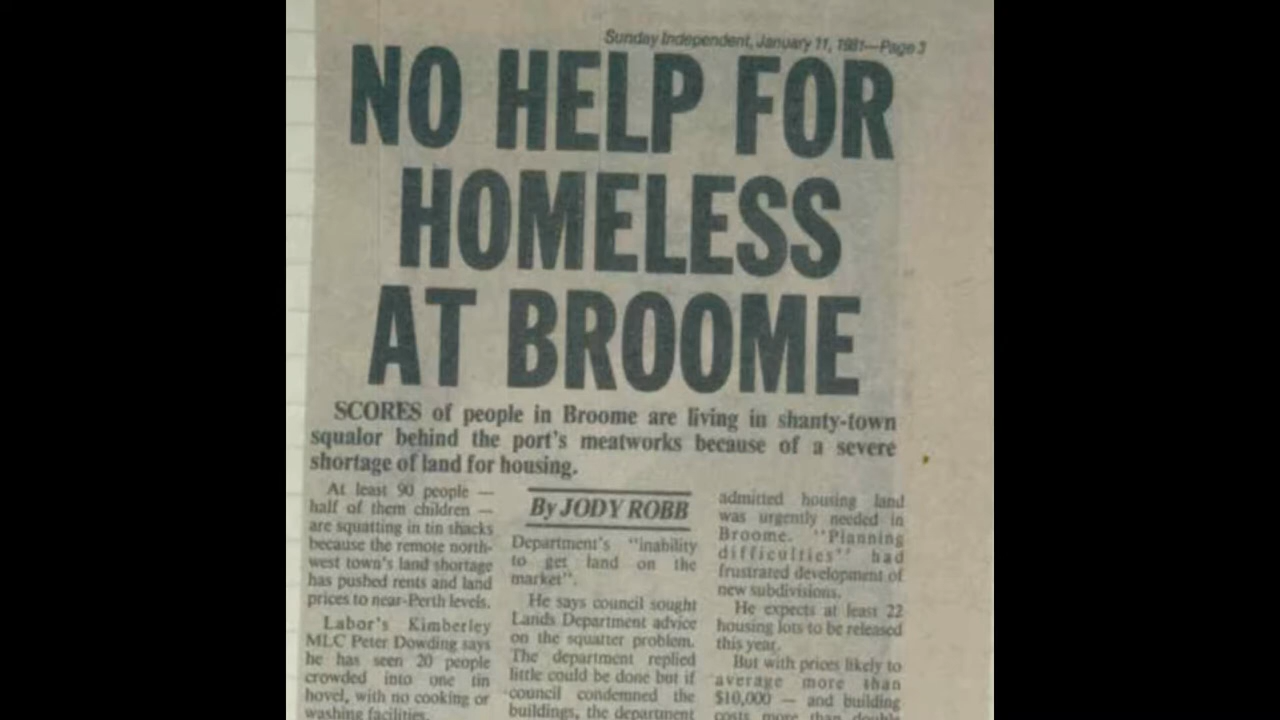 Sunday Independent, January 11, 1981—Page 3
NO HELP FOR
HOMELESS
AT BROOME
SCORES of people in Broome are living in shanty-town
squalor behind the port's meatworks because of a severe
shortage of land for housing.
At least 90 people —
half of them children —
are squatting in tin shacks
because the remote north-
west town's land shortage
has pushed rents and land
prices to near-Perth levels.
Labor's Kimberley
MLC Peter Dowding says
he has seen 20 people
crowded into one tin
hovel, with no cooking or
washing facilities.
By JODY ROBB
Department's "inability
to get land on the
market".
He says council sought
Lands Department advice
on the squatter problem.
The department replied
little could be done but if
council condemned the
buildings, the department
admitted housing land
was urgently needed in
Broome. "Planning
difficulties" had
frustrated development of
new subdivisions.
He expects at least 22
housing lots to be released
this year.
But with prices likely to
average more than
$10,000 — and building
costs more than double